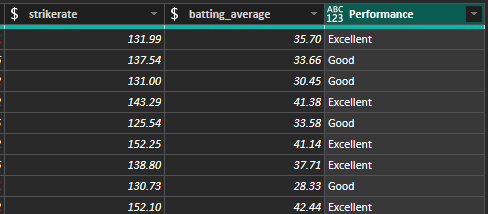 $ strikerate $ batting_average ABC 123 Performance
131.99 35.70 Excellent
137.54 33.66 Good
131.00 30.45 Good
143.29 41.38 Excellent
125.54 33.58 Good
152.25 41.14 Excellent
138.80 37.71 Excellent
130.73 28.33 Good
152.10 42.44 Excellent